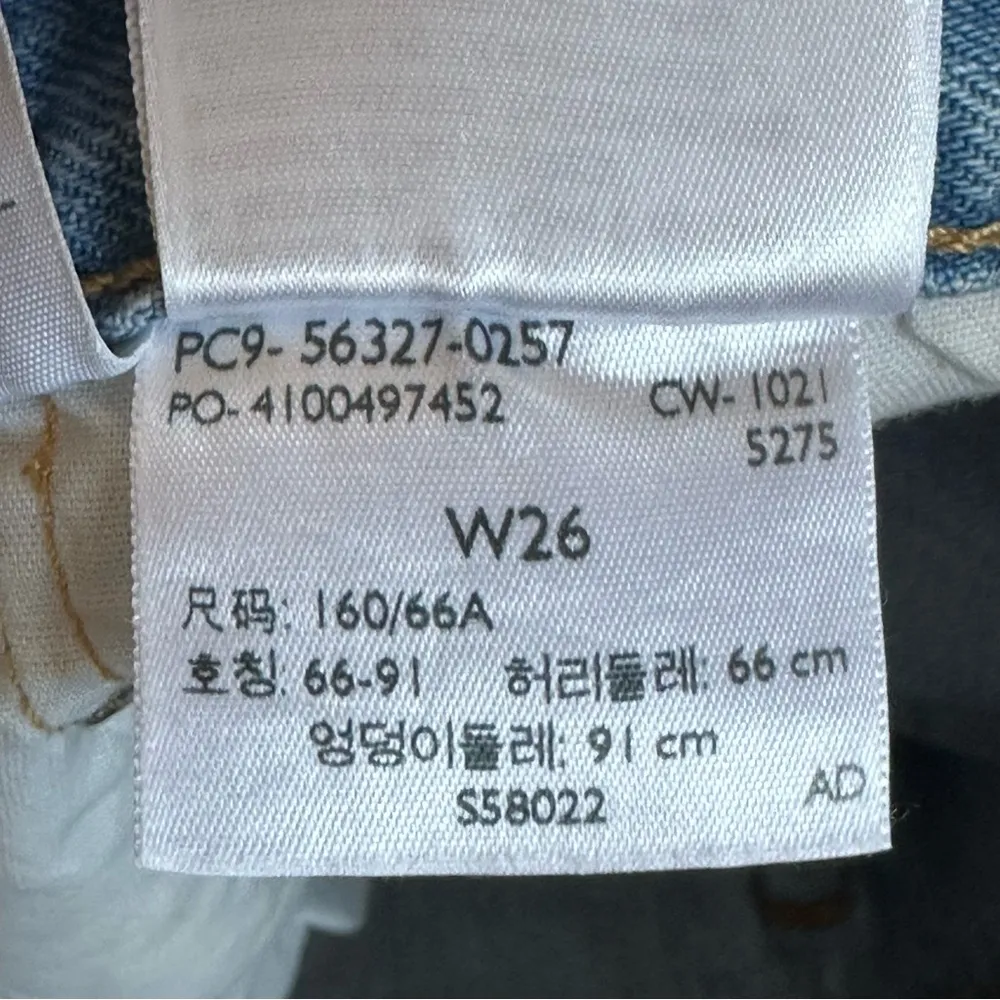 PC9- 56327-0257
PO- 4100497452 CW- 1021
5275
W26
尺码: 160/66A
호칭: 66-91 허리둘레: 66 cm
엉덩이둘레: 91 cm
S58022 AD